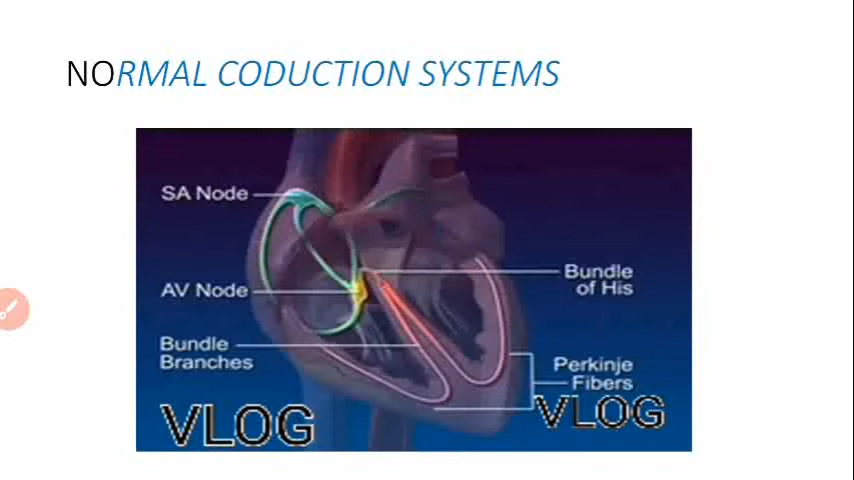 NORMAL CODUCTION SYSTEMS
SA Node
AV Node
Bundle
of His
Bundle
Branches
Perkinje
Fibers
VLOG
VLOG